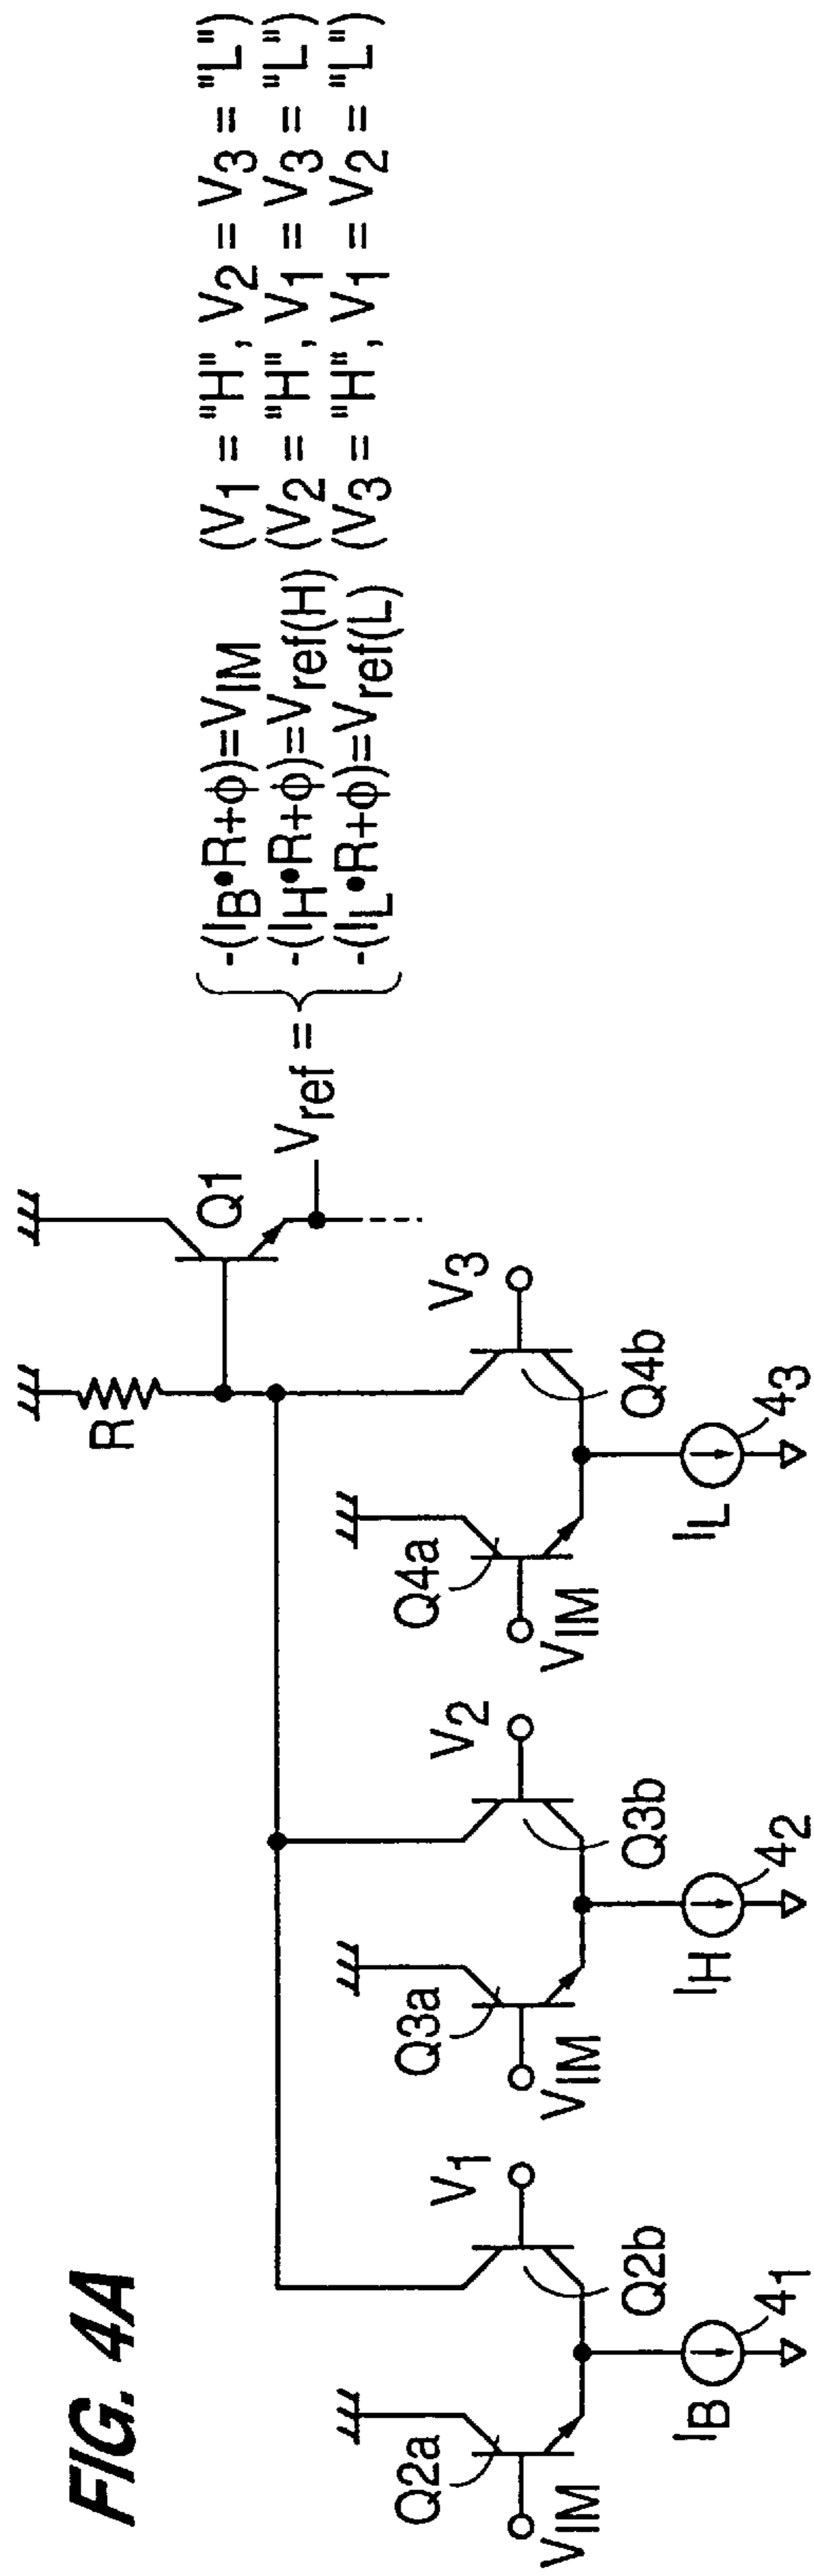 FIG. 4A
R
Q1
Vref =
-(IB•R+ϕ)=VIM (V1 = "H", V2 = V3 = "L")
-(IH•R+ϕ)=Vref(H) (V2 = "H", V1 = V3 = "L")
-(IL•R+ϕ)=Vref(L) (V3 = "H", V1 = V2 = "L")
Q2a
VIM
V1
Q2b
IB
41
Q3a
VIM
V2
Q3b
IH
42
Q4a
VIM
V3
Q4b
IL
43